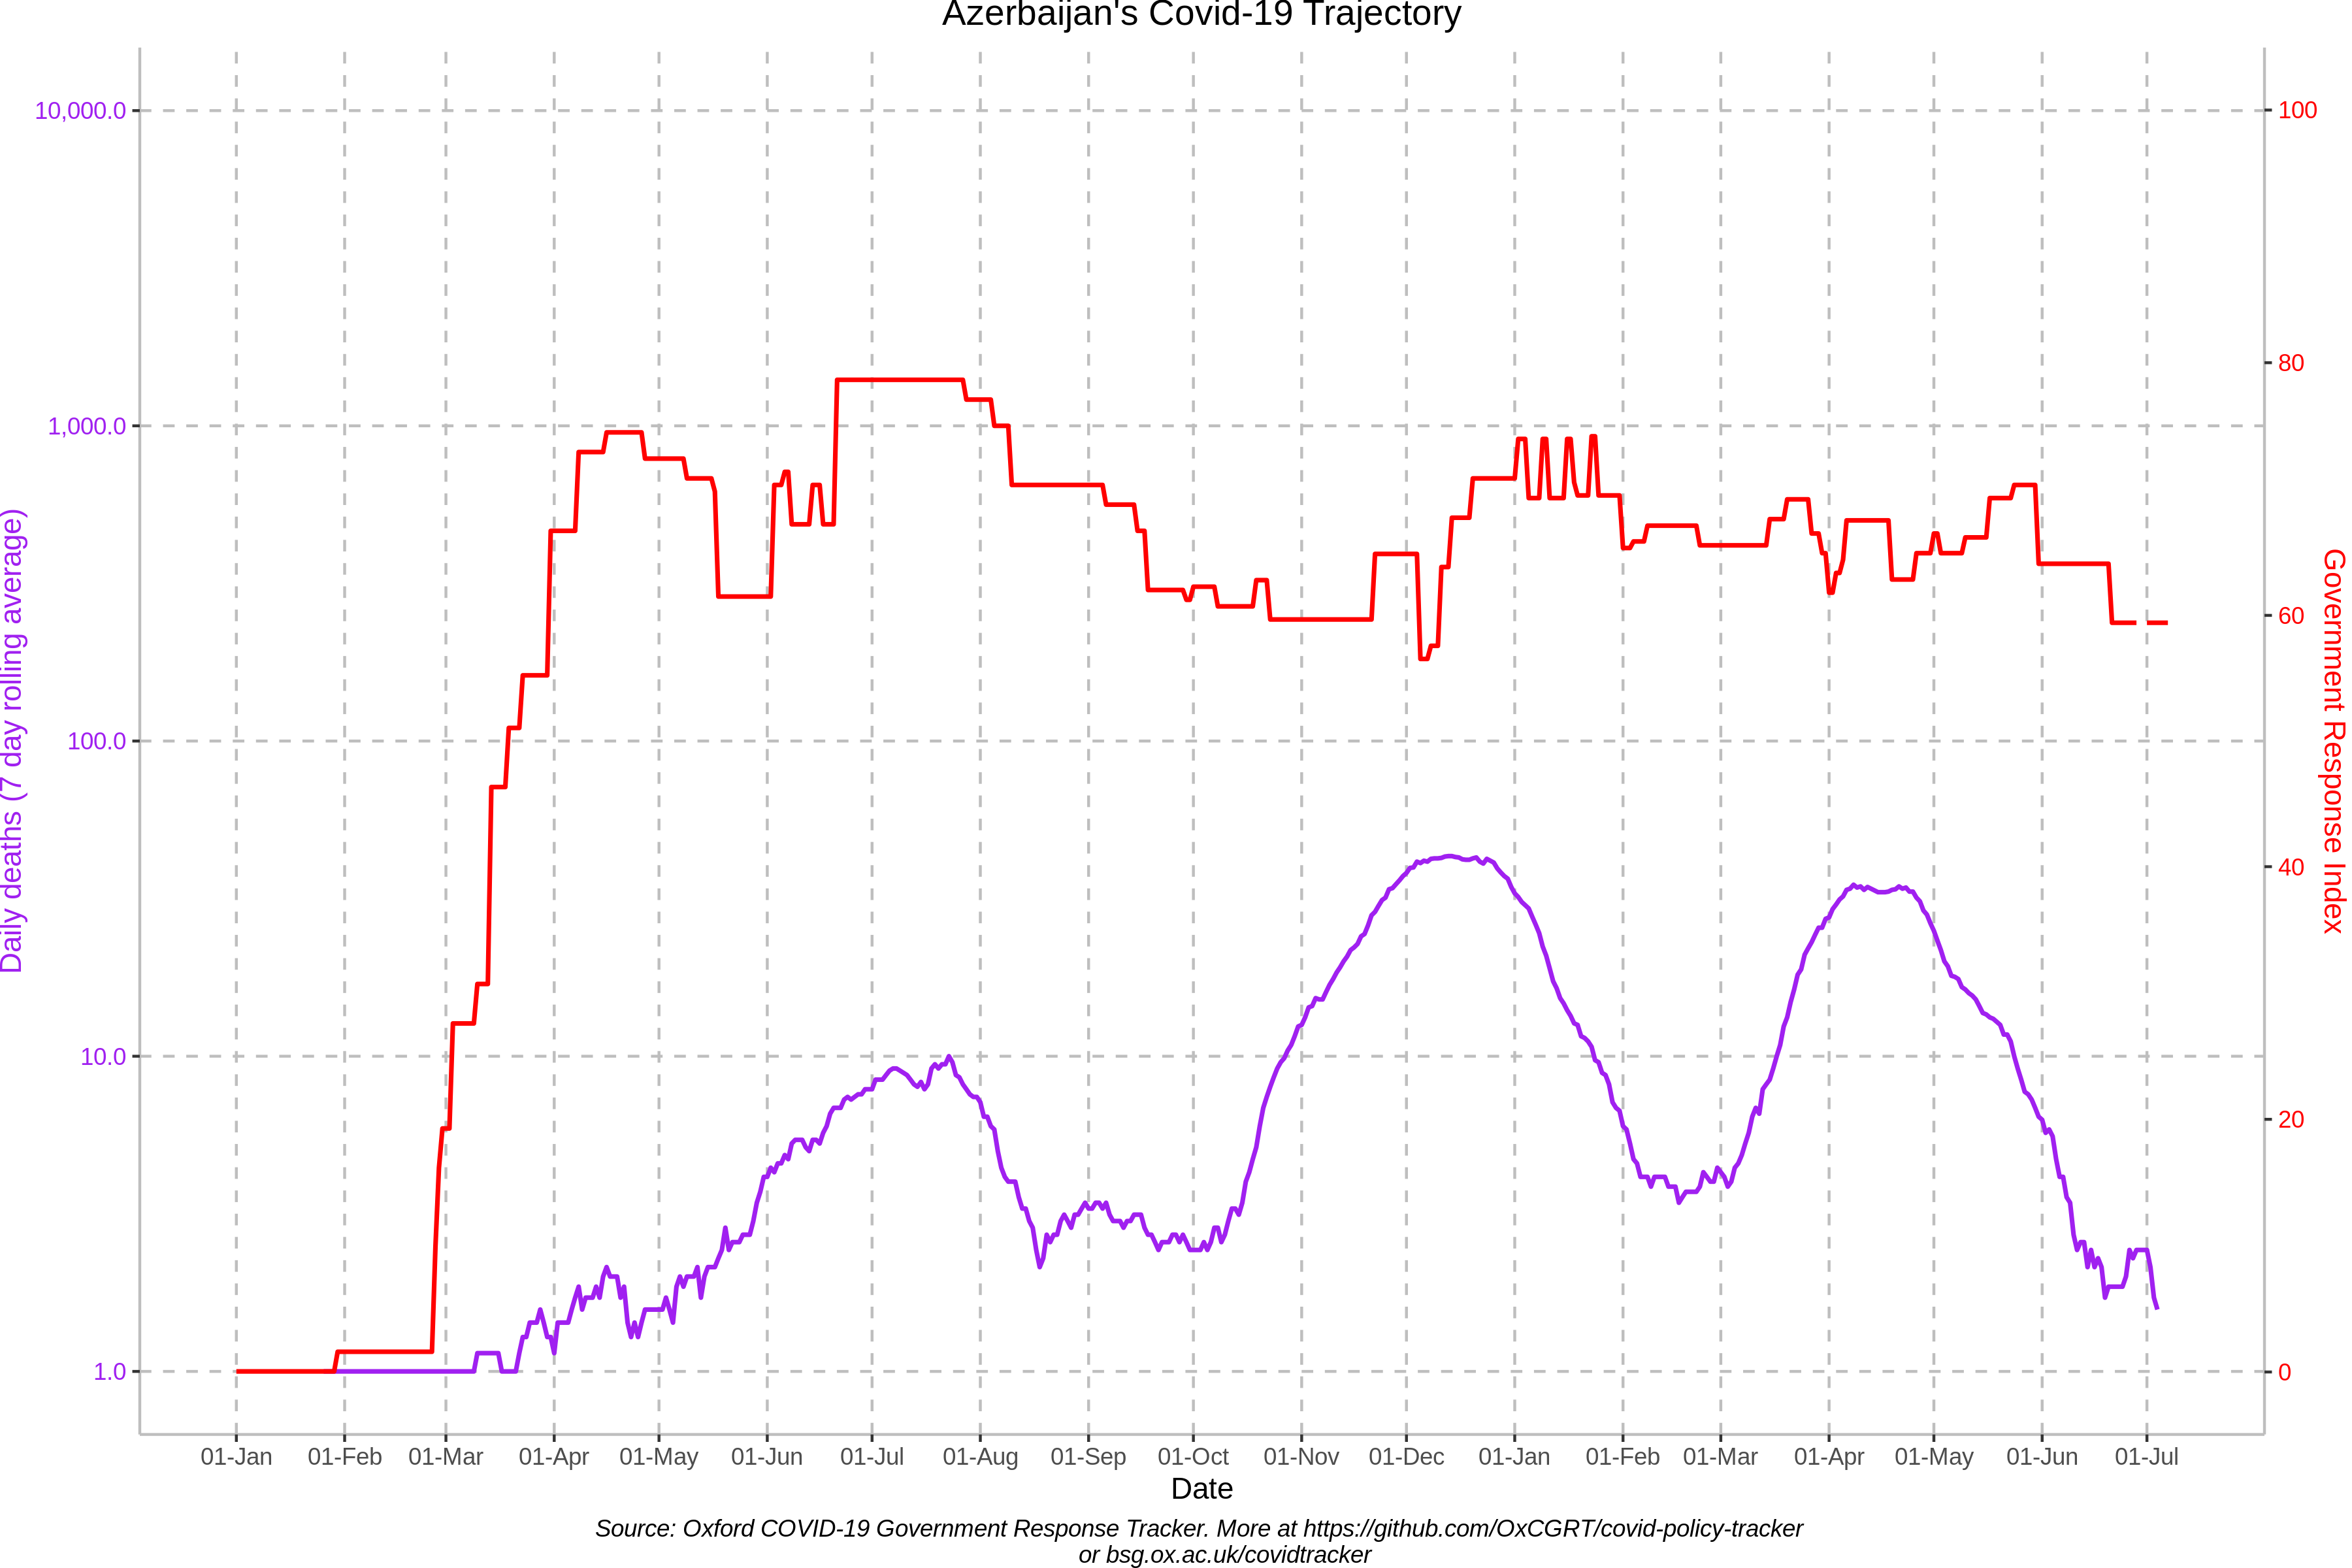 Azerbaijan's Covid-19 Trajectory
Daily deaths (7 day rolling average)
10,000.0
1,000.0
100.0
10.0
1.0
100
80
60
40
20
0
Government Response Index
01-Jan 01-Feb 01-Mar 01-Apr 01-May 01-Jun 01-Jul 01-Aug 01-Sep 01-Oct 01-Nov 01-Dec 01-Jan 01-Feb 01-Mar 01-Apr 01-May 01-Jun 01-Jul
Date
Source: Oxford COVID-19 Government Response Tracker. More at https://github.com/OxCGRT/covid-policy-tracker
or bsg.ox.ac.uk/covidtracker